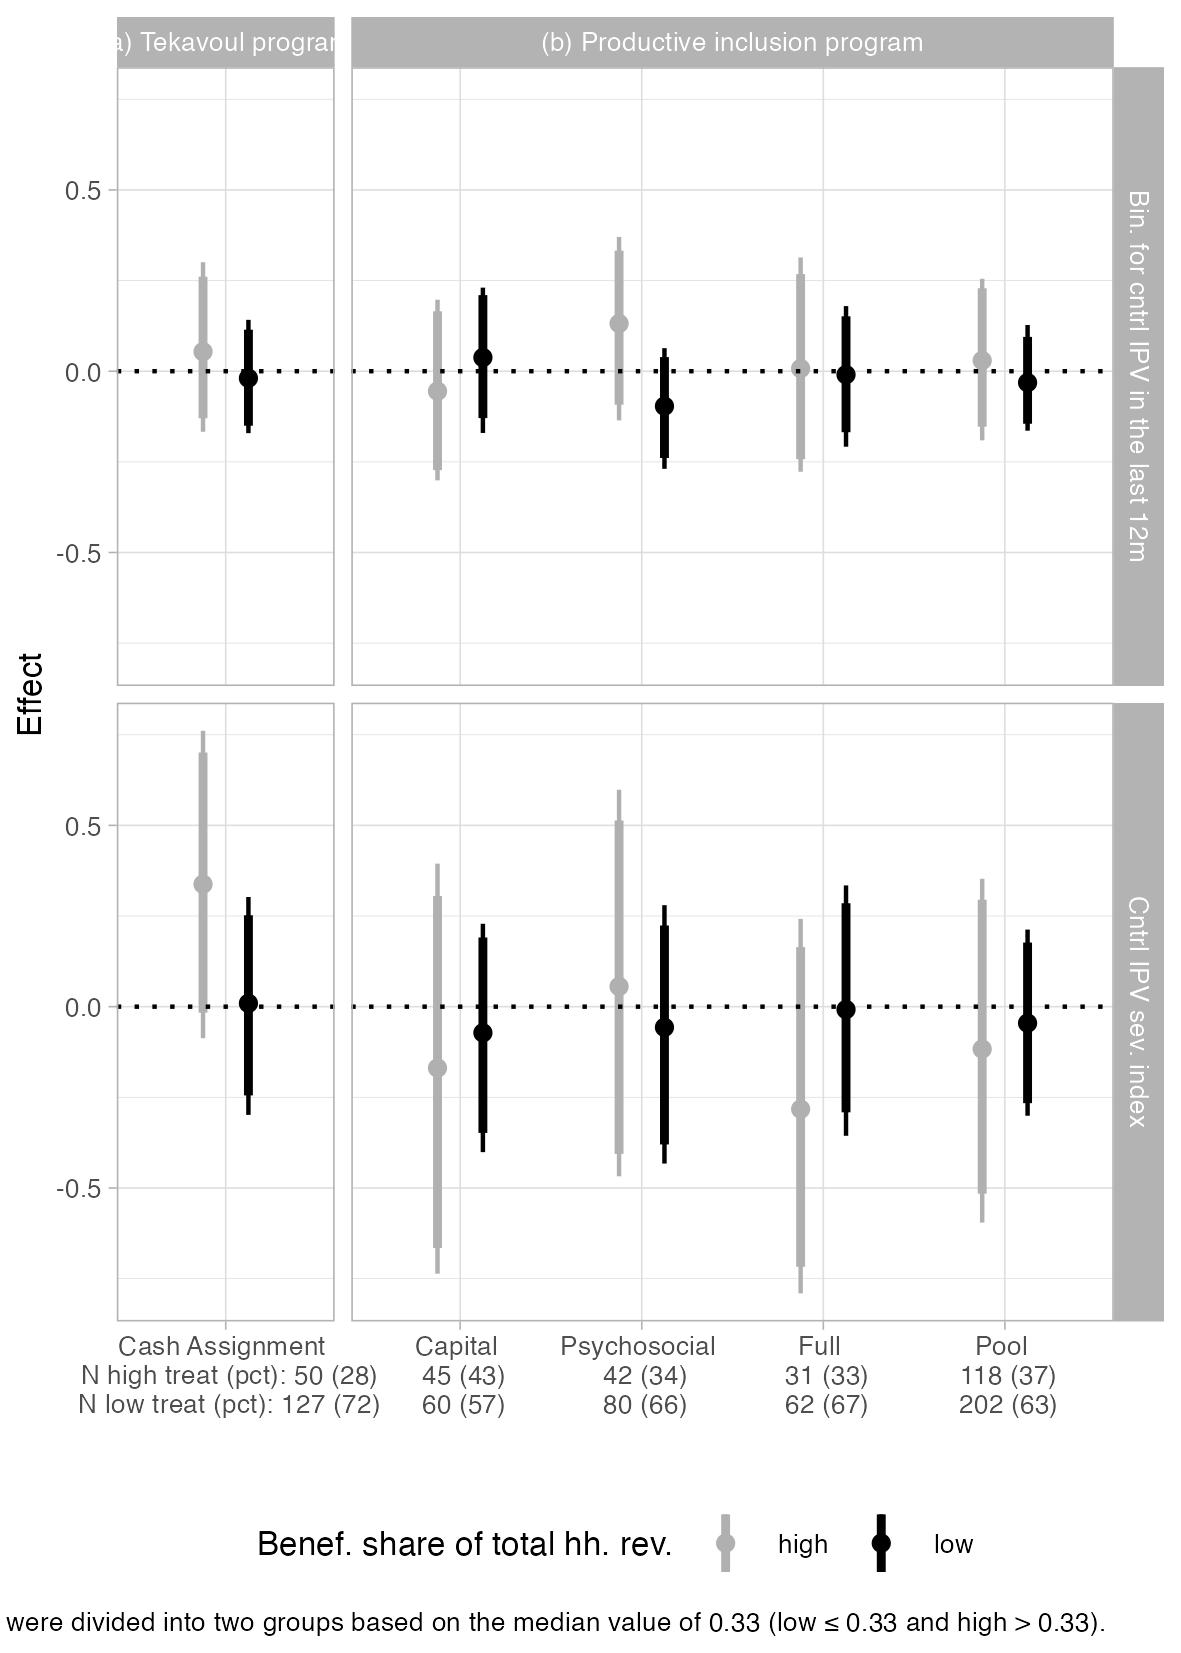 a) Tekavoul program
(b) Productive inclusion program
Bin. for cntrl IPV in the last 12m
0.5
0.0
-0.5
Effect
Cntrl IPV sev. index
0.5
0.0
-0.5
Cash Assignment Capital Psychosocial Full Pool
N high treat (pct): 50 (28) 45 (43) 42 (34) 31 (33) 118 (37)
N low treat (pct): 127 (72) 60 (57) 80 (66) 62 (67) 202 (63)
Benef. share of total hh. rev. high low
were divided into two groups based on the median value of 0.33 (low ≤ 0.33 and high > 0.33).